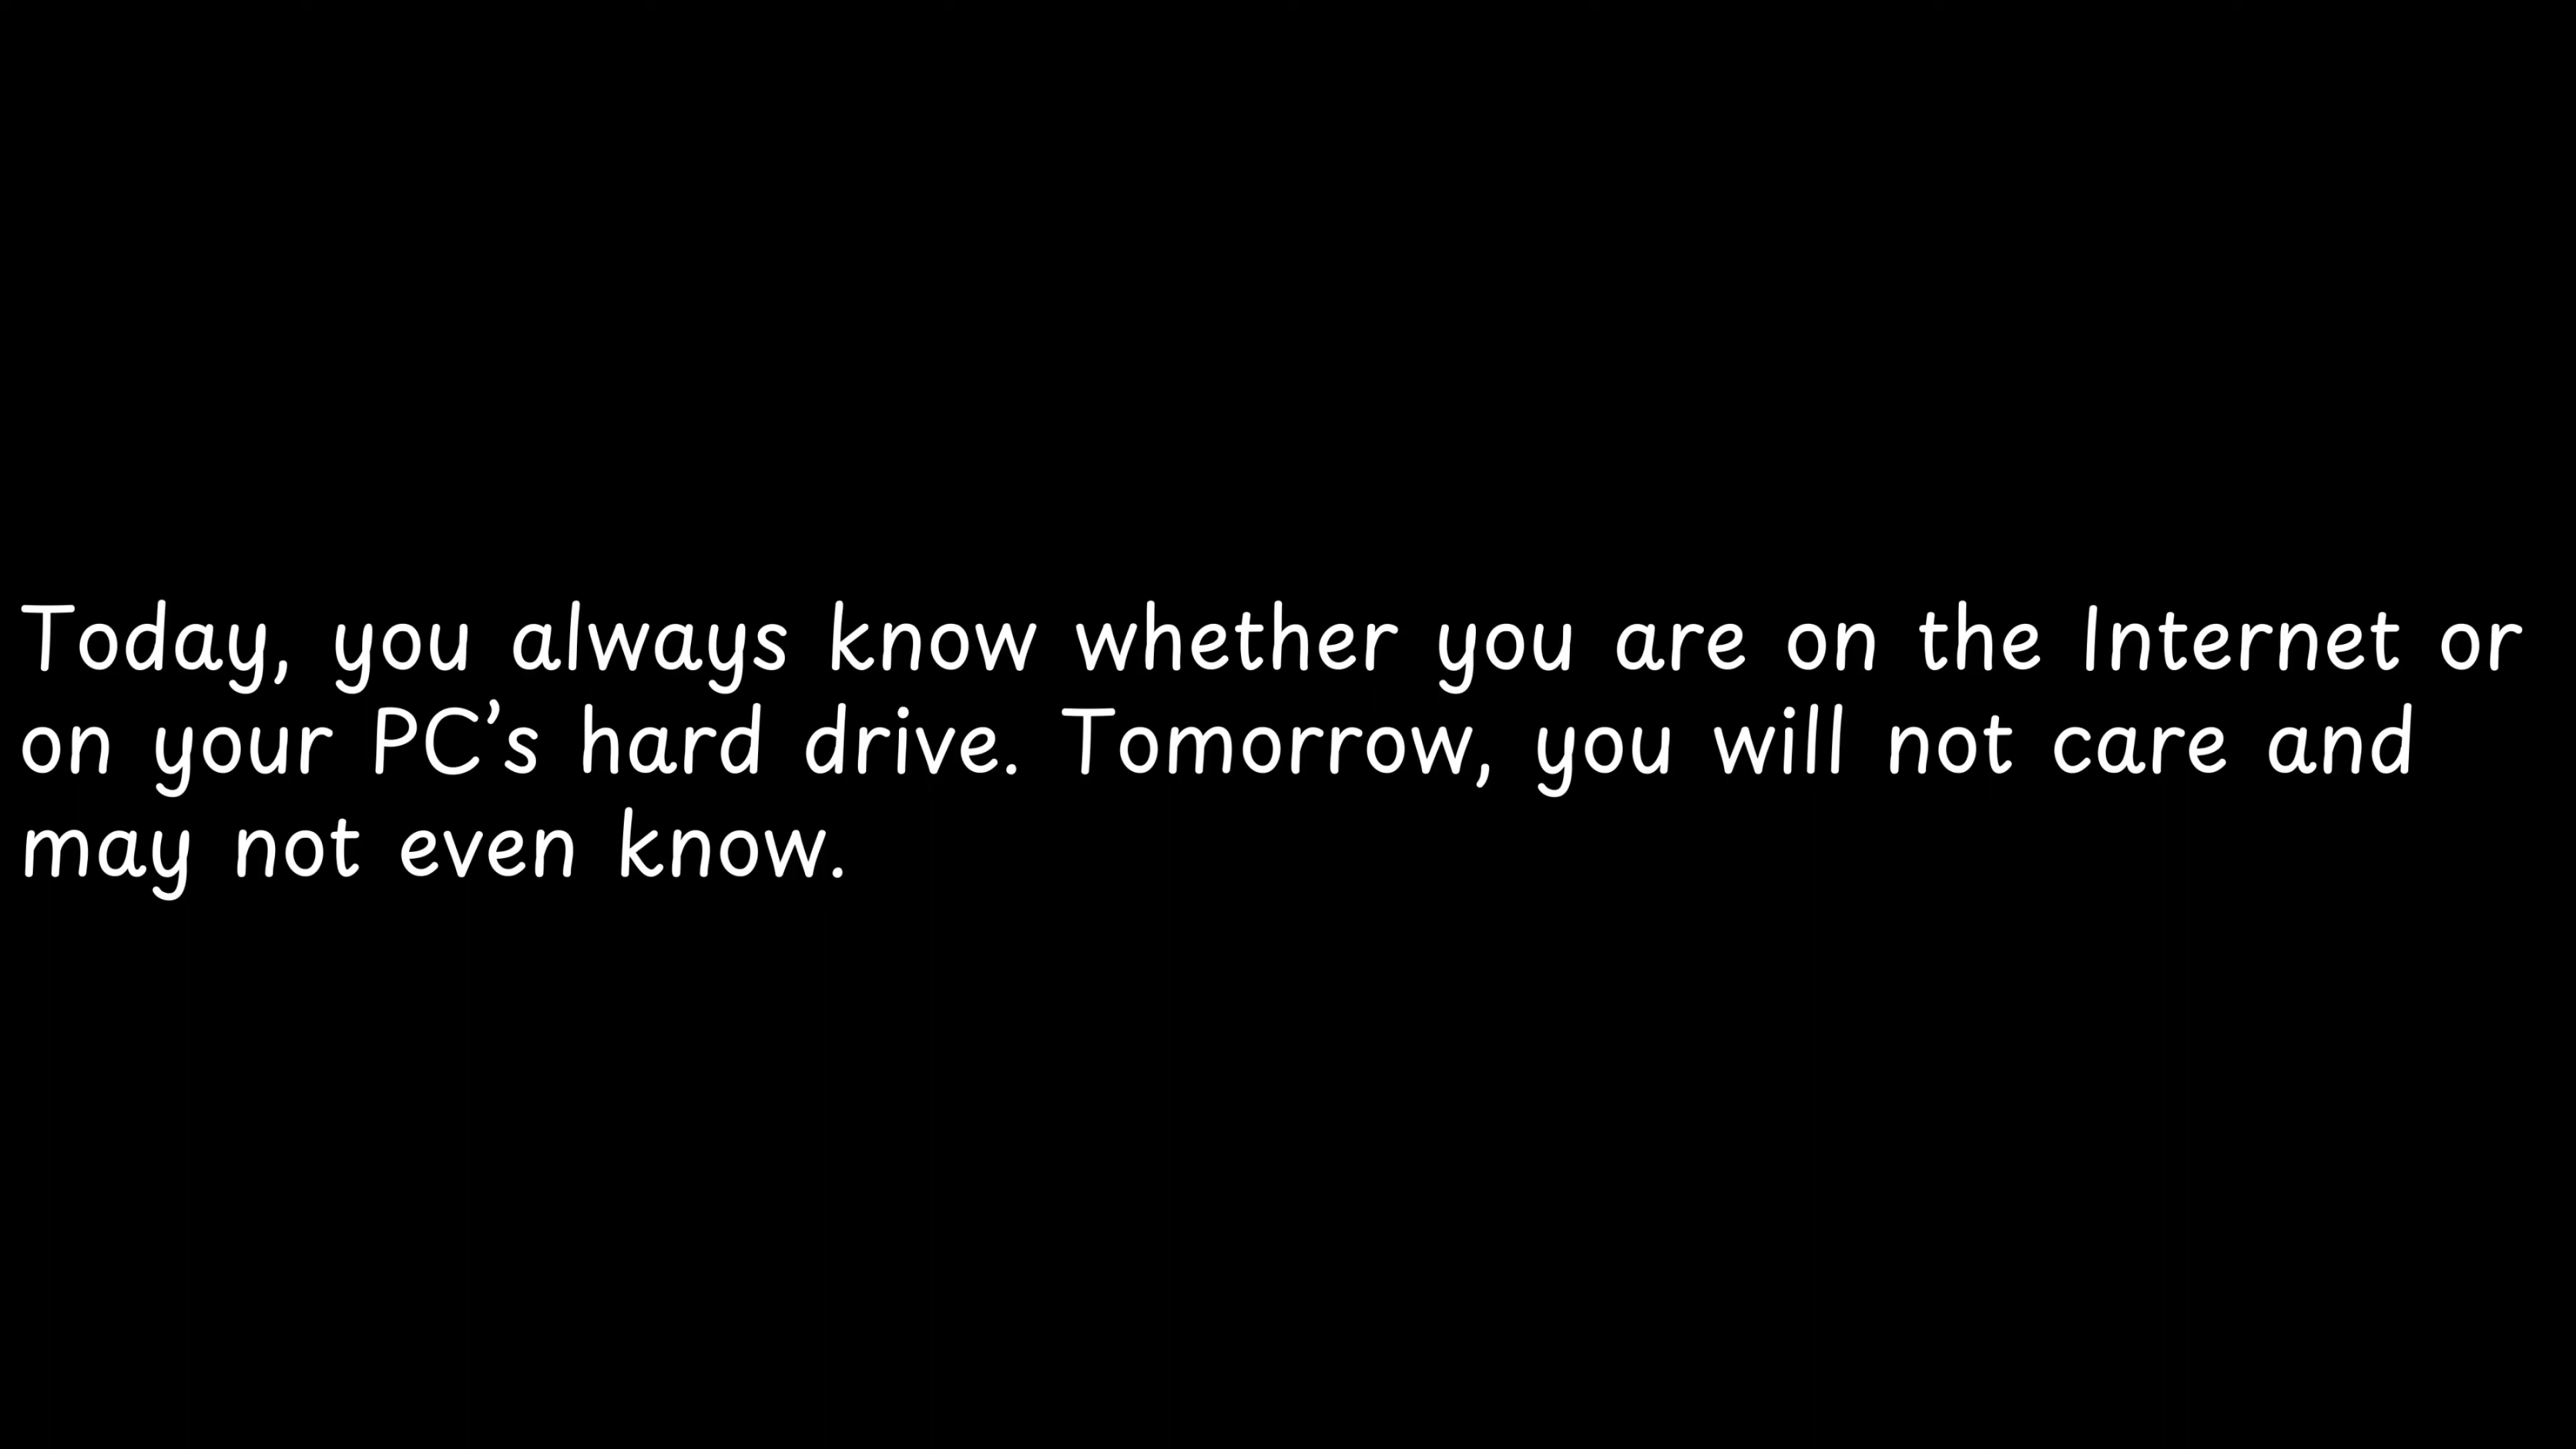 Today, you always know whether you are on the Internet or
on your PC’s hard drive. Tomorrow, you will not care and
may not even know.